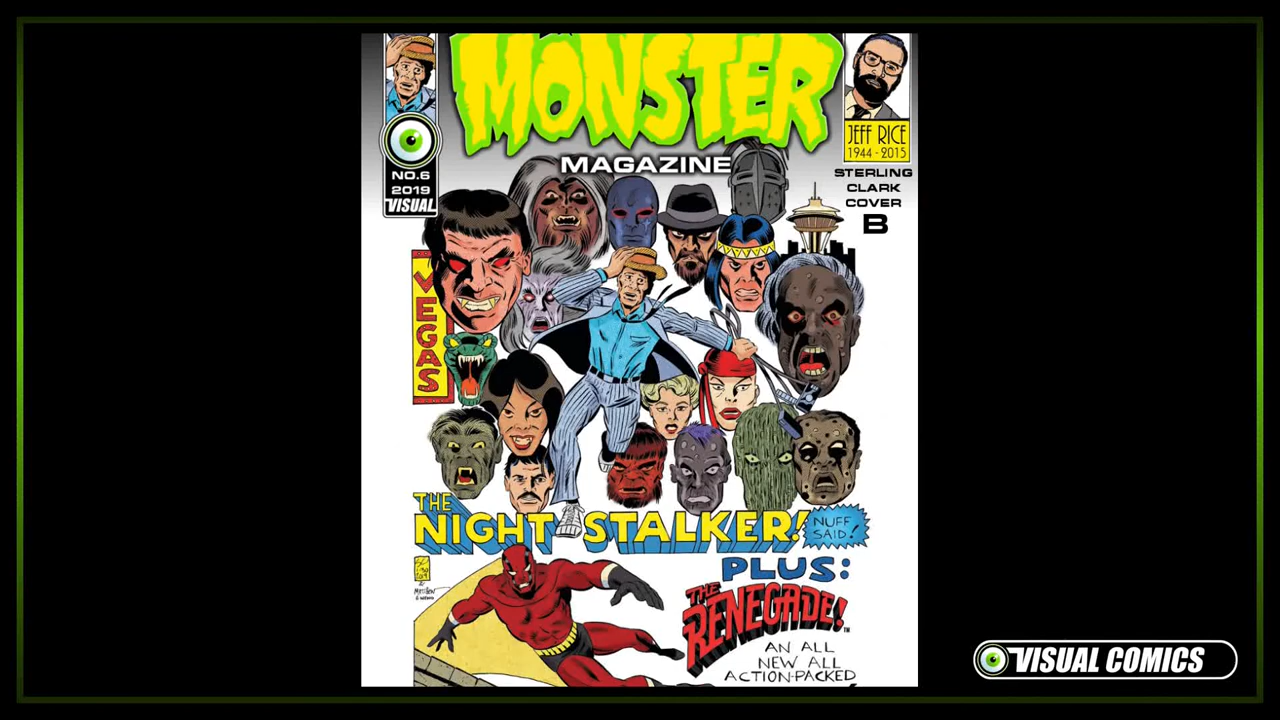 MONSTER
MAGAZINE
NO.6
2019
VISUAL
JEFF RICE
1944-2015
STERLING
CLARK
COVER
B
VEGAS
THE
NIGHT STALKER!
NUFF
SAID!
PLUS:
THE
RENEGADE!
AN ALL
NEW ALL
ACTION-PACKED
VISUAL COMICS